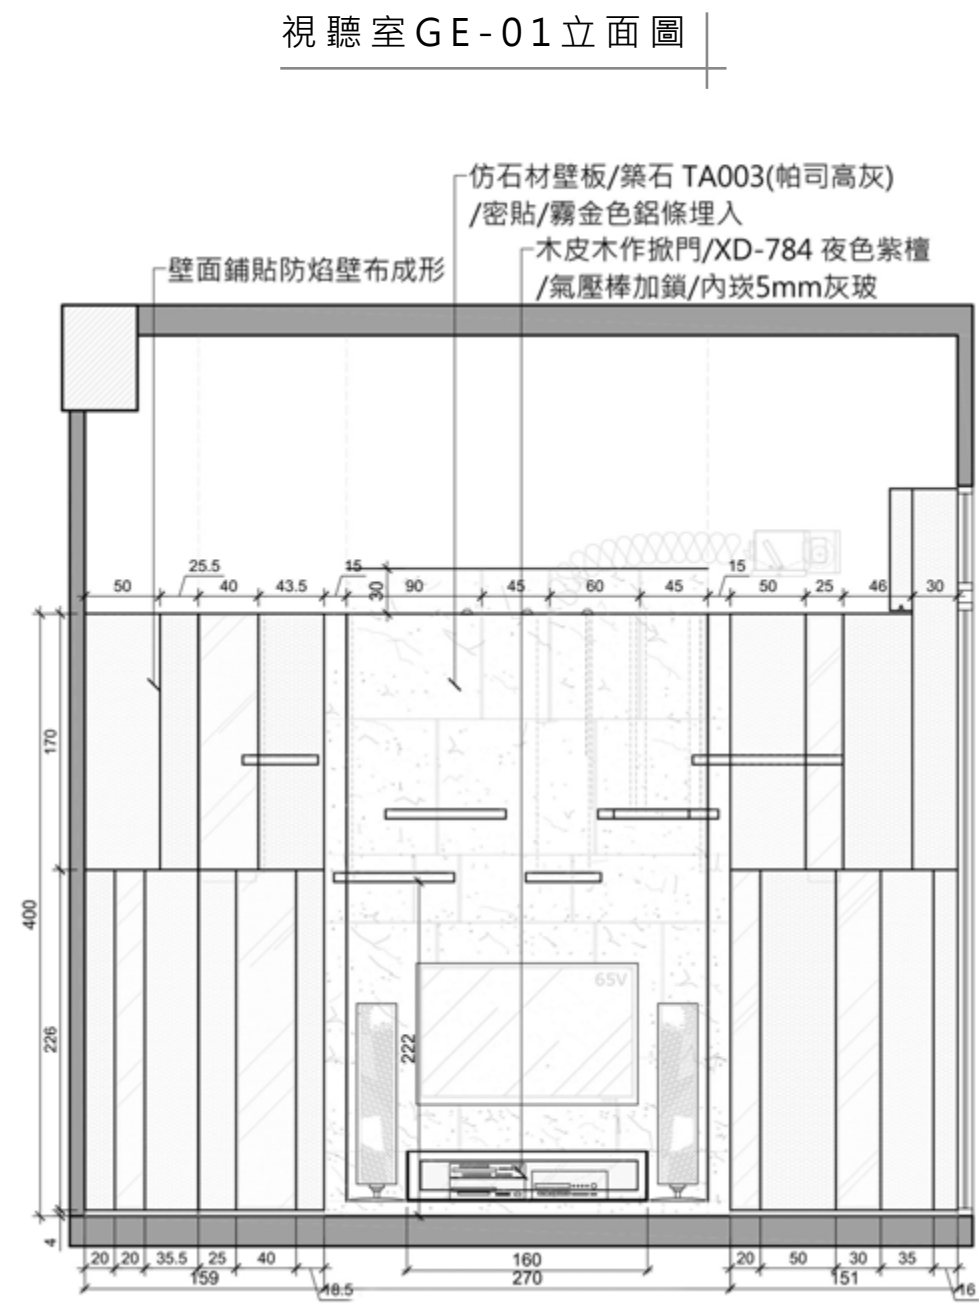 視聽室GE-01立面圖
仿石材壁板/築石 TA003(帕司高灰)
/密貼/霧金色鋁條埋入
木皮木作掀門/XD-784 夜色紫檀
/氣壓棒加鎖/內崁5mm灰玻
壁面鋪貼防焰壁布成形
50 25.5 40 43.5 15 30 90 45 60 45 15 50 25 46 30
170
400
65V
226
222
4
20 20 35.5 25 40 160 20 50 30 35
159 18.5 270 151 16